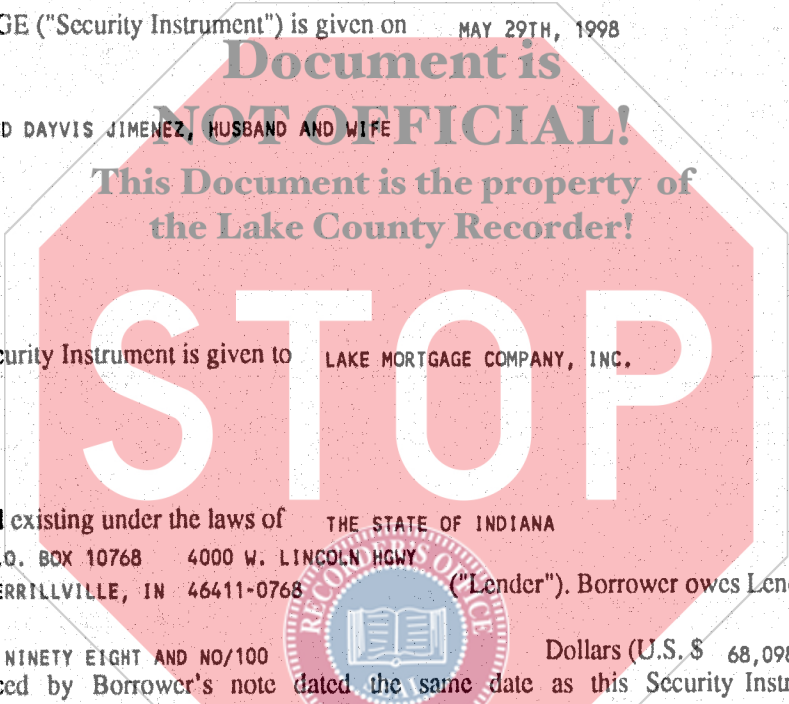 GE ("Security Instrument") is given on MAY 29TH, 1998
Document is
NOT OFFICIAL!
D DAYVIS JIMENEZ, HUSBAND AND WIFE
This Document is the property of
the Lake County Recorder!
STOP
curity Instrument is given to LAKE MORTGAGE COMPANY, INC.
existing under the laws of THE STATE OF INDIANA
.O. BOX 10768 4000 W. LINCOLN HGWY
ERRILLVILLE, IN 46411-0768 ("Lender"). Borrower owes Len
RECORDER'S OFFICE
NINETY EIGHT AND NO/100 Dollars (U.S. $ 68,098
ced by Borrower's note dated the same date as this Security Instr